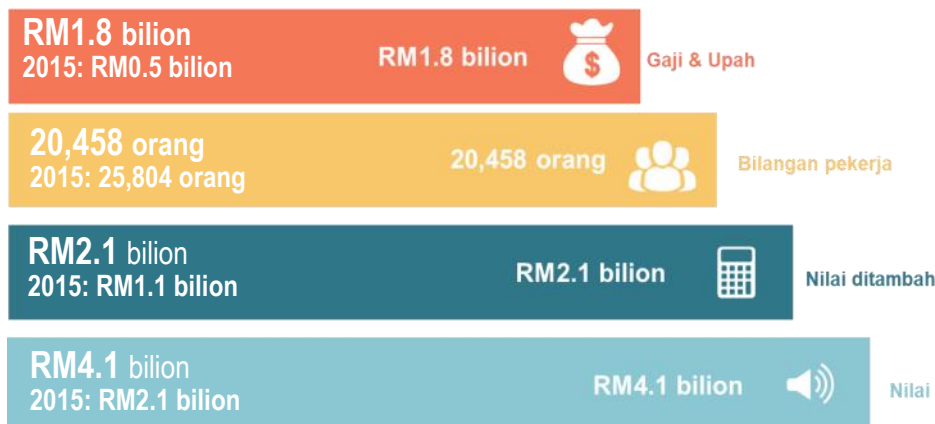 RM1.8 bilion
2015: RM0.5 bilion
RM1.8 bilion
$
Gaji & Upah
20,458 orang
2015: 25,804 orang
20,458 orang
Bilangan pekerja
RM2.1 bilion
2015: RM1.1 bilion
RM2.1 bilion
Nilai ditambah
RM4.1 bilion
2015: RM2.1 bilion
RM4.1 bilion
Nilai